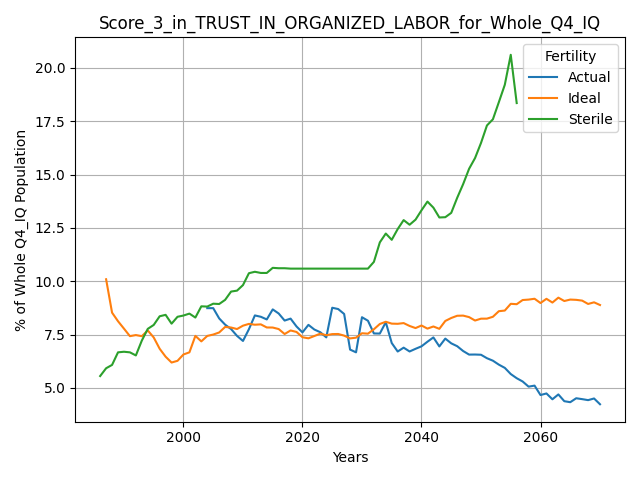 Score_3_in_TRUST_IN_ORGANIZED_LABOR_for_Whole_Q4_IQ
Fertility
Actual
Ideal
Sterile
% of Whole Q4_IQ Population
20.0
17.5
15.0
12.5
10.0
7.5
5.0
2000
2020
2040
2060
Years